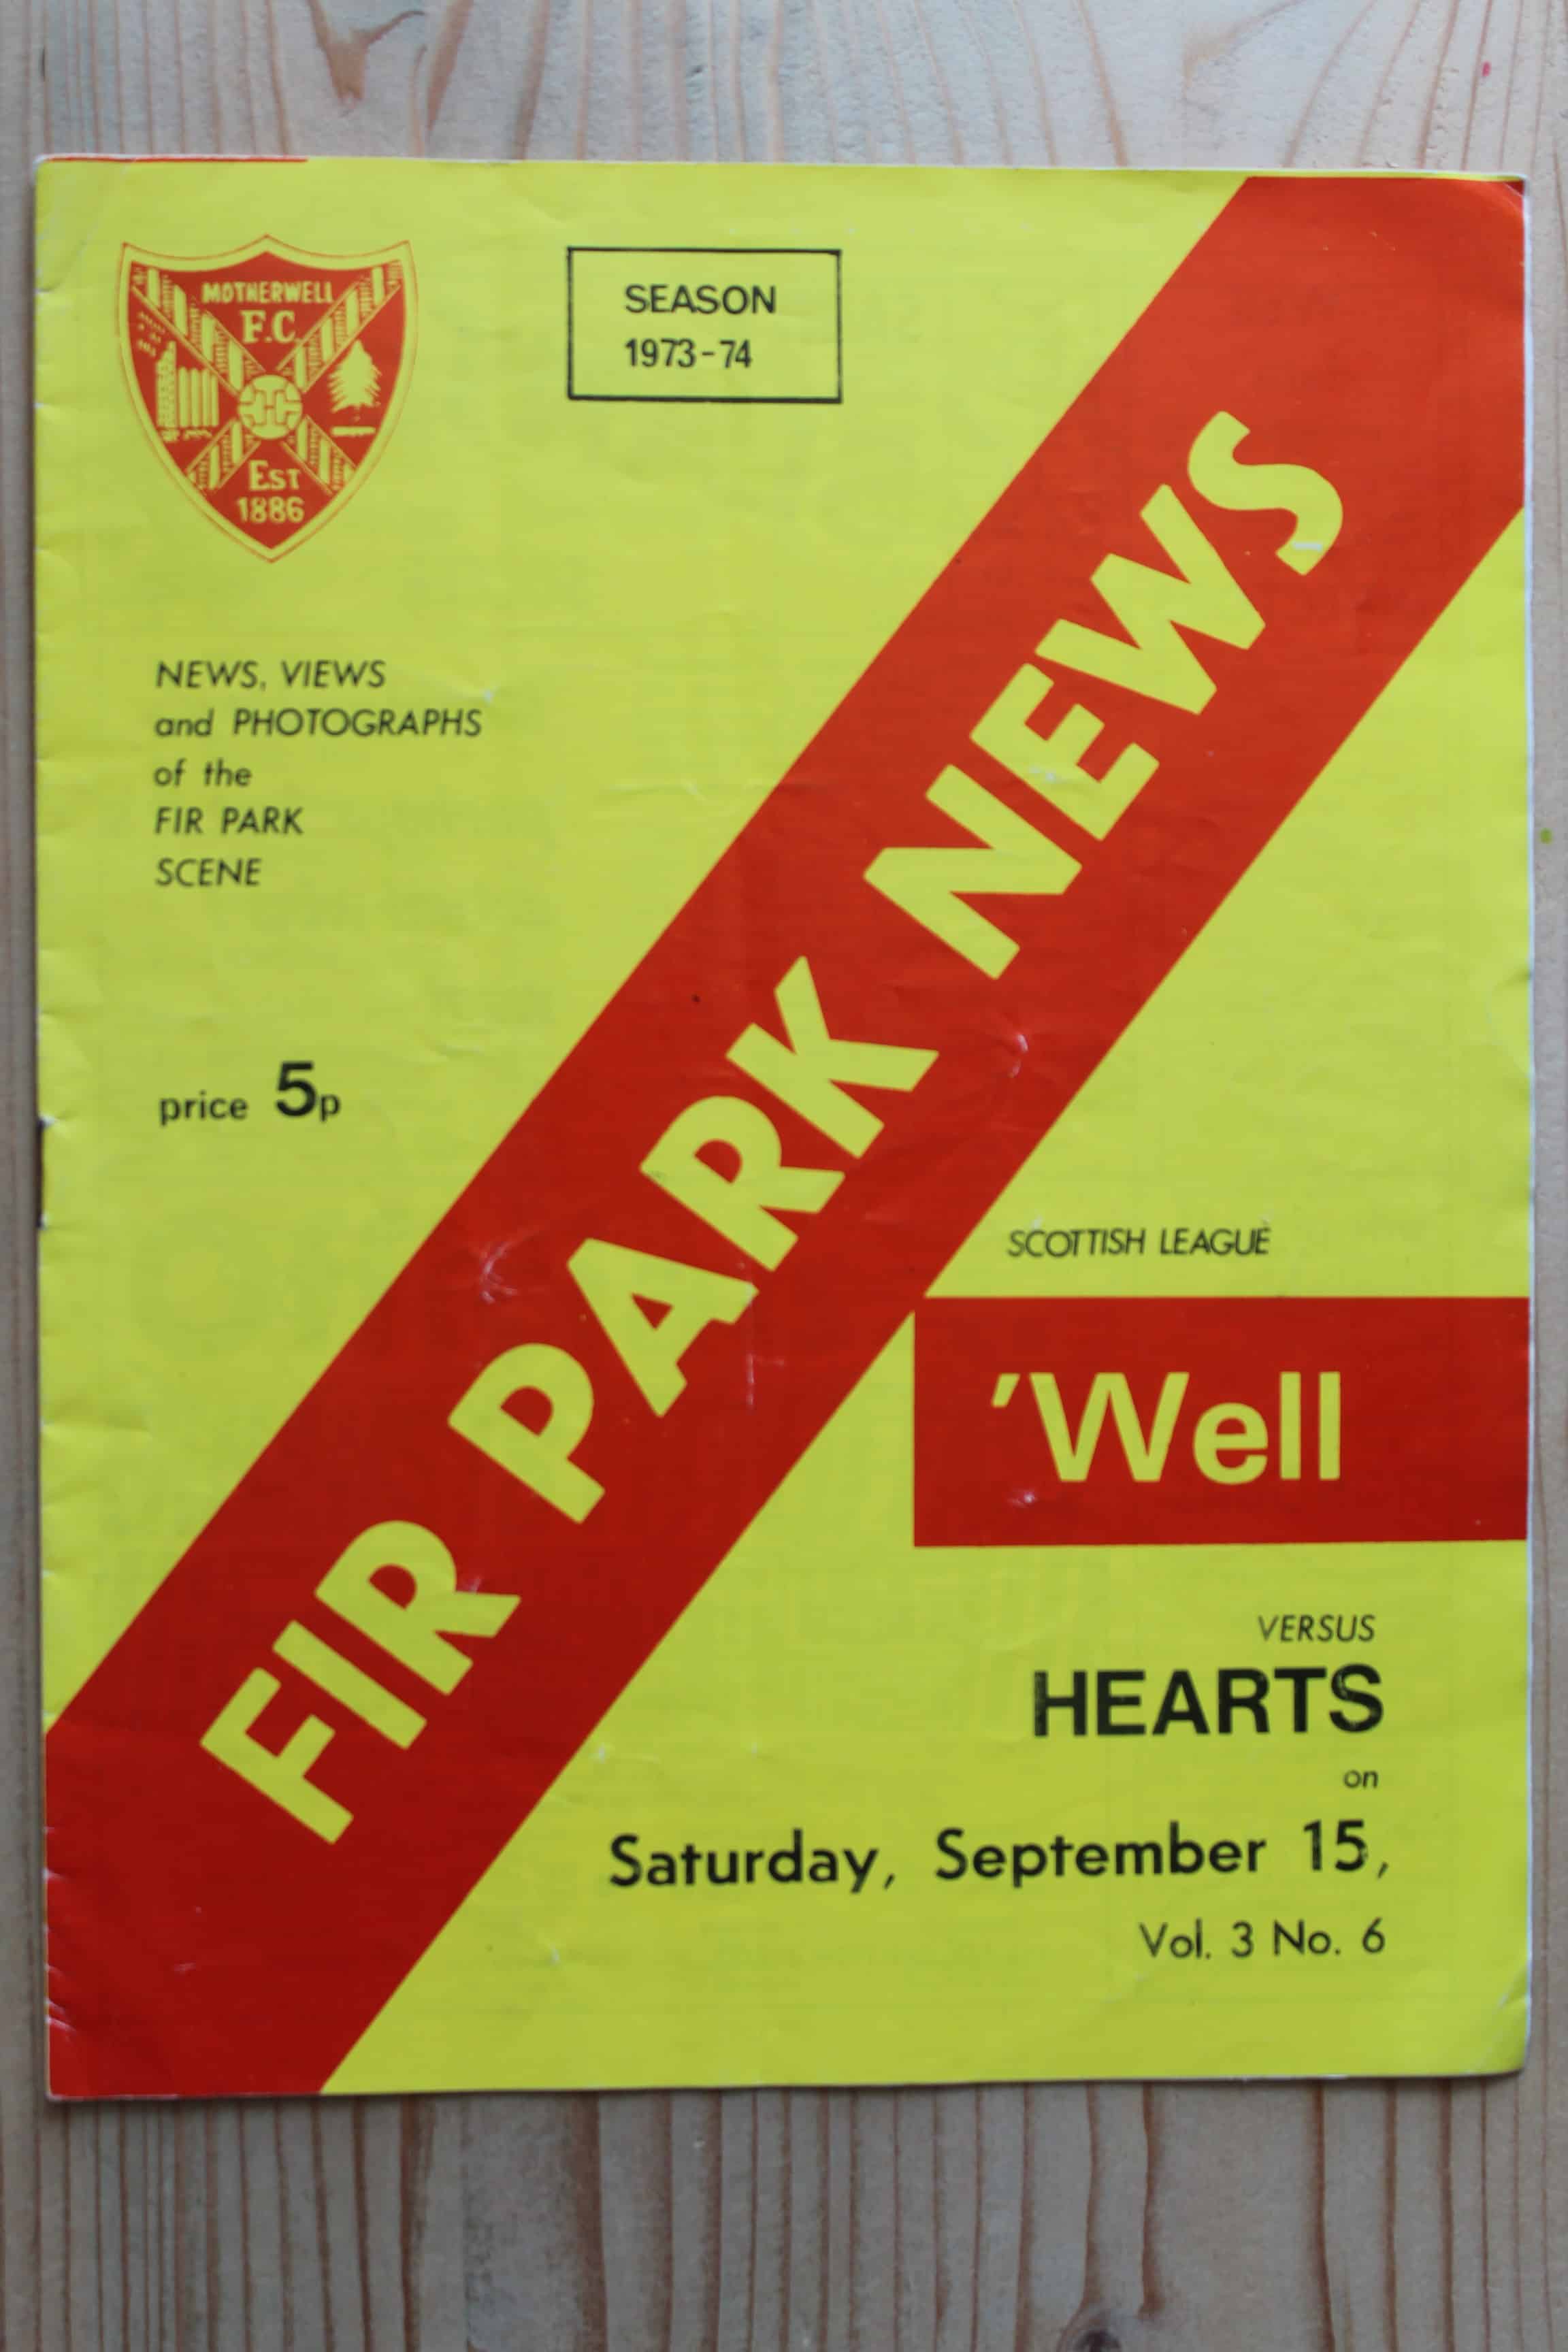 MOTHERWELL
F.C.
EST
1886
SEASON
1973-74
NEWS, VIEWS
and PHOTOGRAPHS
of the
FIR PARK
SCENE
price 5p
FIR PARK NEWS
SCOTTISH LEAGUE
'Well
VERSUS
HEARTS
on
Saturday, September 15,
Vol. 3 No. 6